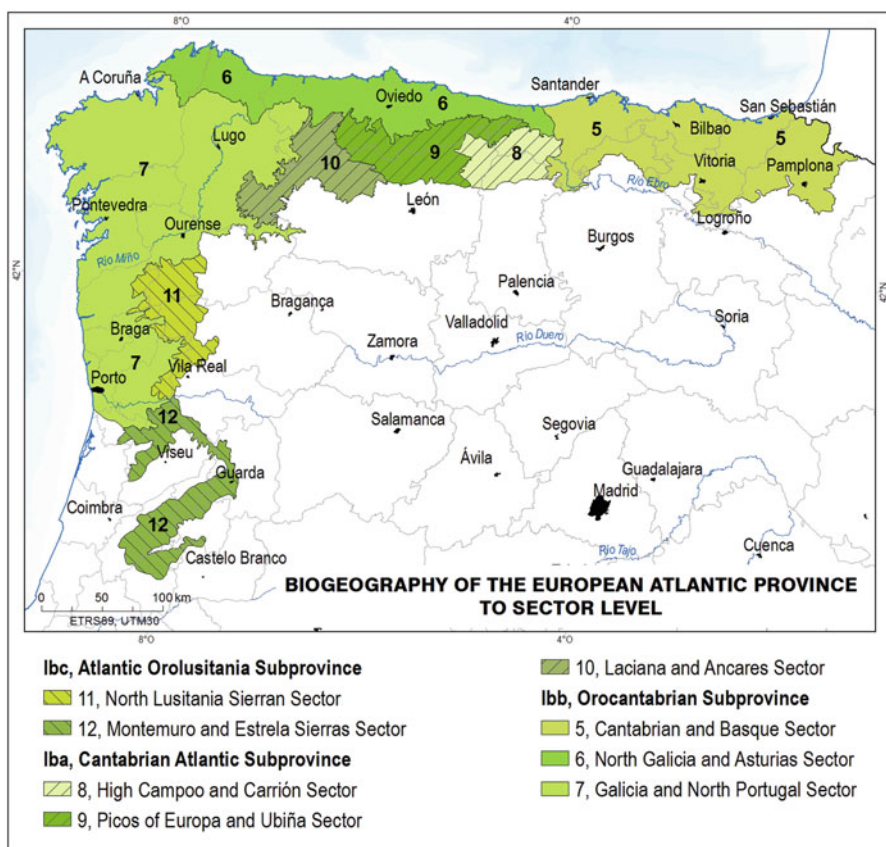 8°O
4°O
A Coruña
6
Oviedo
6
Santander
San Sebastián
5
Bilbao
5
Lugo
10
9
8
7
Vitoria
Pamplona
Pontevedra
León
Río Ebro
Logroño
Ourense
Burgos
42°N
Río Miño
42°N
11
Bragança
Palencia
Soria
Braga
Valladolid
7
Zamora
Río Duero
Vila Real
Porto
12
Salamanca
Segovia
Viseu
Ávila
Guadalajara
Guarda
Madrid
Coimbra
12
Castelo Branco
Río Tajo
Cuenca
BIOGEOGRAPHY OF THE EUROPEAN ATLANTIC PROVINCE
TO SECTOR LEVEL
0 50 100 km
ETRS89, UTM30
8°O
4°O
Ibc, Atlantic Orolusitania Subprovince
11, North Lusitania Sierran Sector
12, Montemuro and Estrela Sierras Sector
Iba, Cantabrian Atlantic Subprovince
8, High Campoo and Carrión Sector
9, Picos of Europa and Ubiña Sector
10, Laciana and Ancares Sector
Ibb, Orocantabrian Subprovince
5, Cantabrian and Basque Sector
6, North Galicia and Asturias Sector
7, Galicia and North Portugal Sector